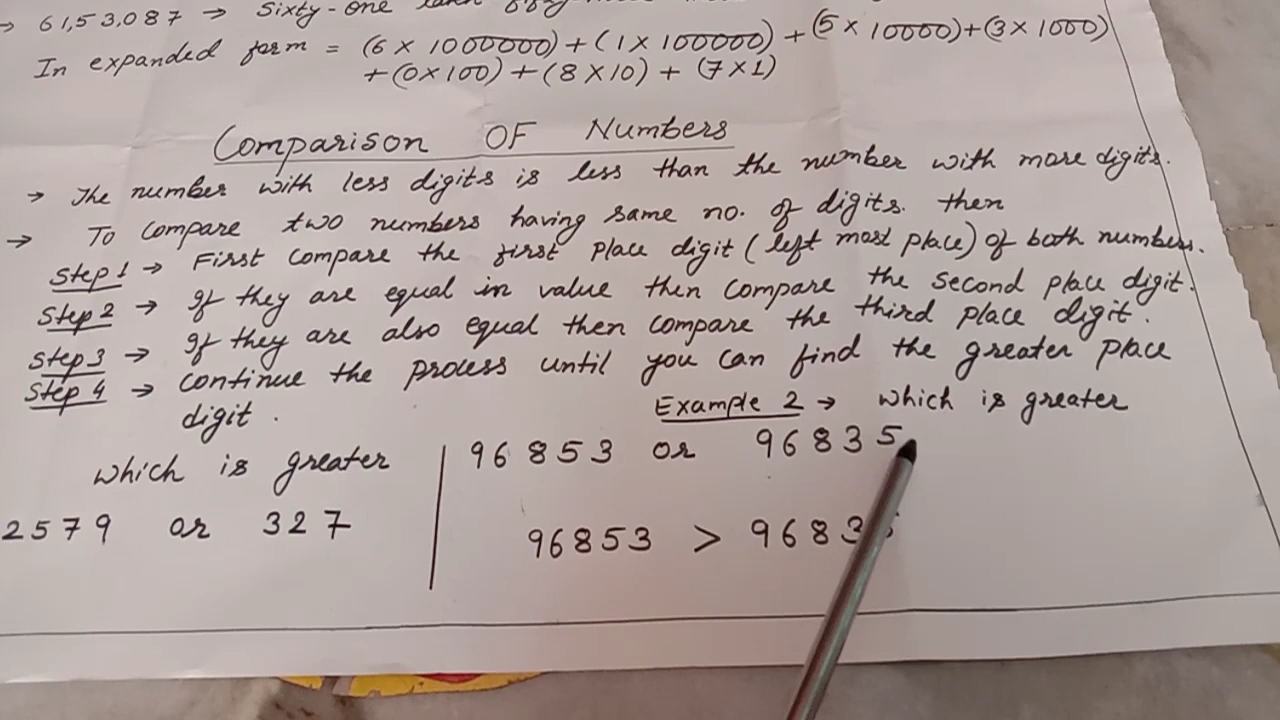 → 61,53,087 → Sixty-one
In expanded form = (6 × 1000000) + (1 × 100000) + (5 × 10000) + (3 × 1000)
+ (0×100) + (8 × 10) + (7×1)
Comparison OF Numbers
→ The number with less digits is less than the number with more digits.
→ To compare two numbers having same no. of digits. then
Step 1 → First compare the first place digit (left most place) of both numbers.
Step 2 → If they are equal in value then compare the second place digit.
Step 3 → If they are also equal then compare the third place digit.
Step 4 → continue the process until you can find the greater place
digit.
which is greater
2579 or 327
Example 2 → which is greater
96853 or 96835
96853 > 96835